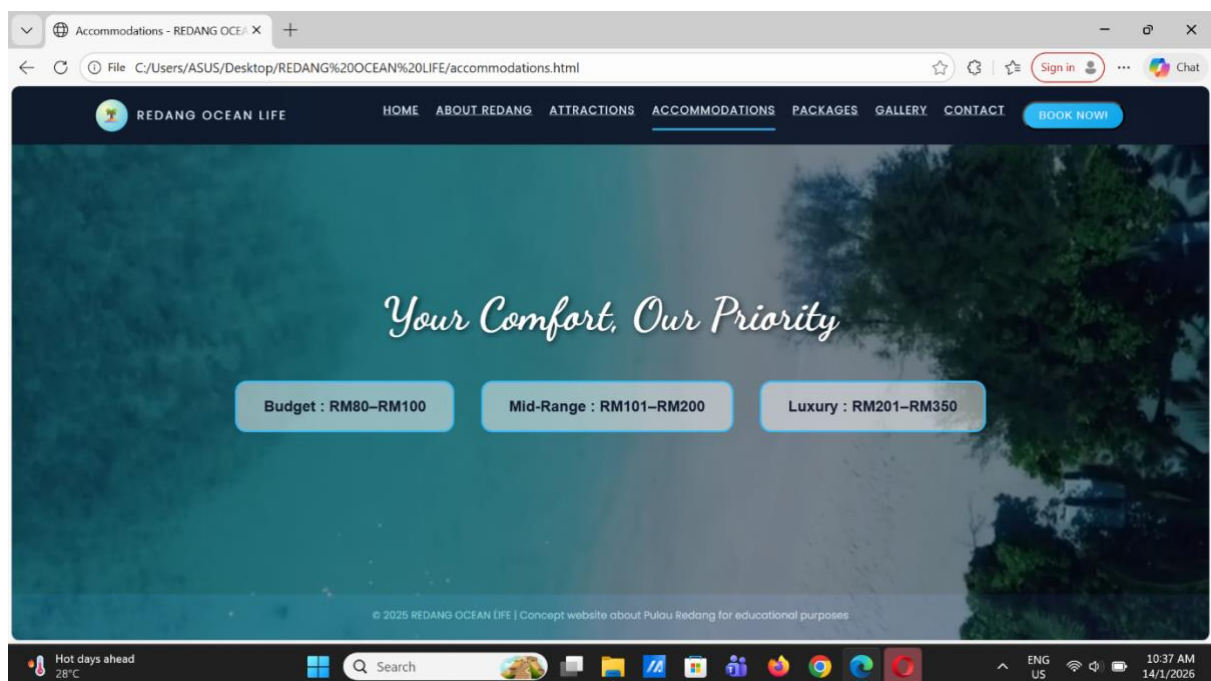 Accommodations - REDANG OCEA
File C:/Users/ASUS/Desktop/REDANG%20OCEAN%20LIFE/accommodations.html
Sign in
Chat
REDANG OCEAN LIFE
HOME ABOUT REDANG ATTRACTIONS ACCOMMODATIONS PACKAGES GALLERY CONTACT BOOK NOW!
Your Comfort, Our Priority
Budget : RM80–RM100 Mid-Range : RM101–RM200 Luxury : RM201–RM350
© 2025 REDANG OCEAN LIFE | Concept website about Pulau Redang for educational purposes
Hot days ahead
28°C
Search
ENG
US
10:37 AM
14/1/2026